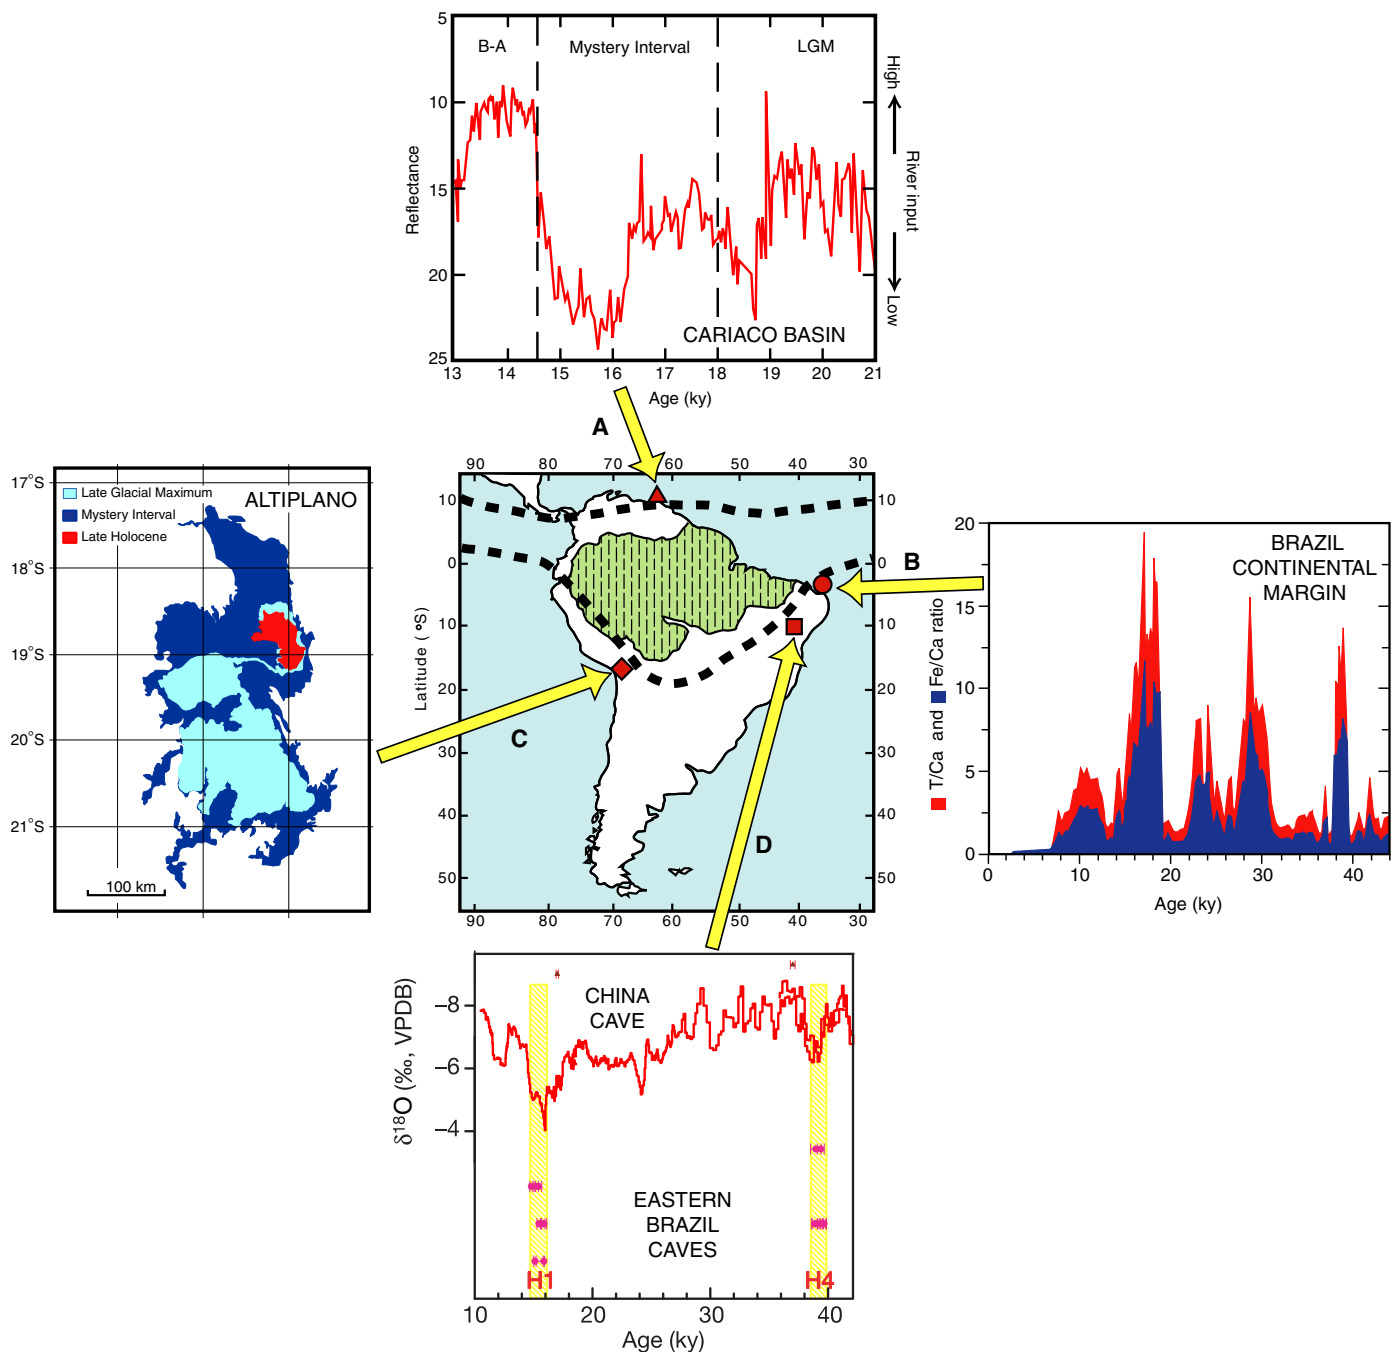 5
10
15
20
25
Reflectance
B-A
Mystery Interval
LGM
CARIACO BASIN
High
River input
Low
13
14
15
16
17
18
19
20
21
Age (ky)
A
17°S
18°S
19°S
20°S
21°S
Late Glacial Maximum
Mystery Interval
Late Holocene
ALTIPLANO
100 km
C
90
80
70
60
50
40
30
10
0
10
20
30
40
50
Latitude ( °S)
10
0
10
20
30
40
50
90
80
70
60
50
40
30
B
D
20
15
10
5
0
TT/Ca and Fe/Ca ratio
BRAZIL
CONTINENTAL
MARGIN
0
10
20
30
40
Age (ky)
−8
−6
−4
δ18O (‰, VPDB)
CHINA
CAVE
EASTERN
BRAZIL
CAVES
H1
H4
10
20
30
40
Age (ky)